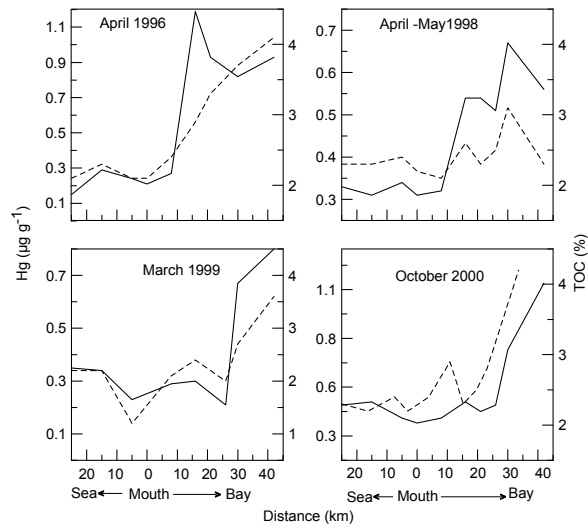 April 1996
April -May1998
1.1
0.9
0.7
0.5
0.3
0.1
4
3
2
0.7
0.6
0.5
0.4
0.3
4
3
2
March 1999
October 2000
0.7
0.5
0.3
0.1
4
3
2
1
1.1
0.8
0.6
0.3
4
3
2
Hg (µg g-1)
TOC (%)
20 10 0 10 20 30 40
20 10 0 10 20 30 40
Sea Mouth Bay
Sea Mouth Bay
Distance (km)